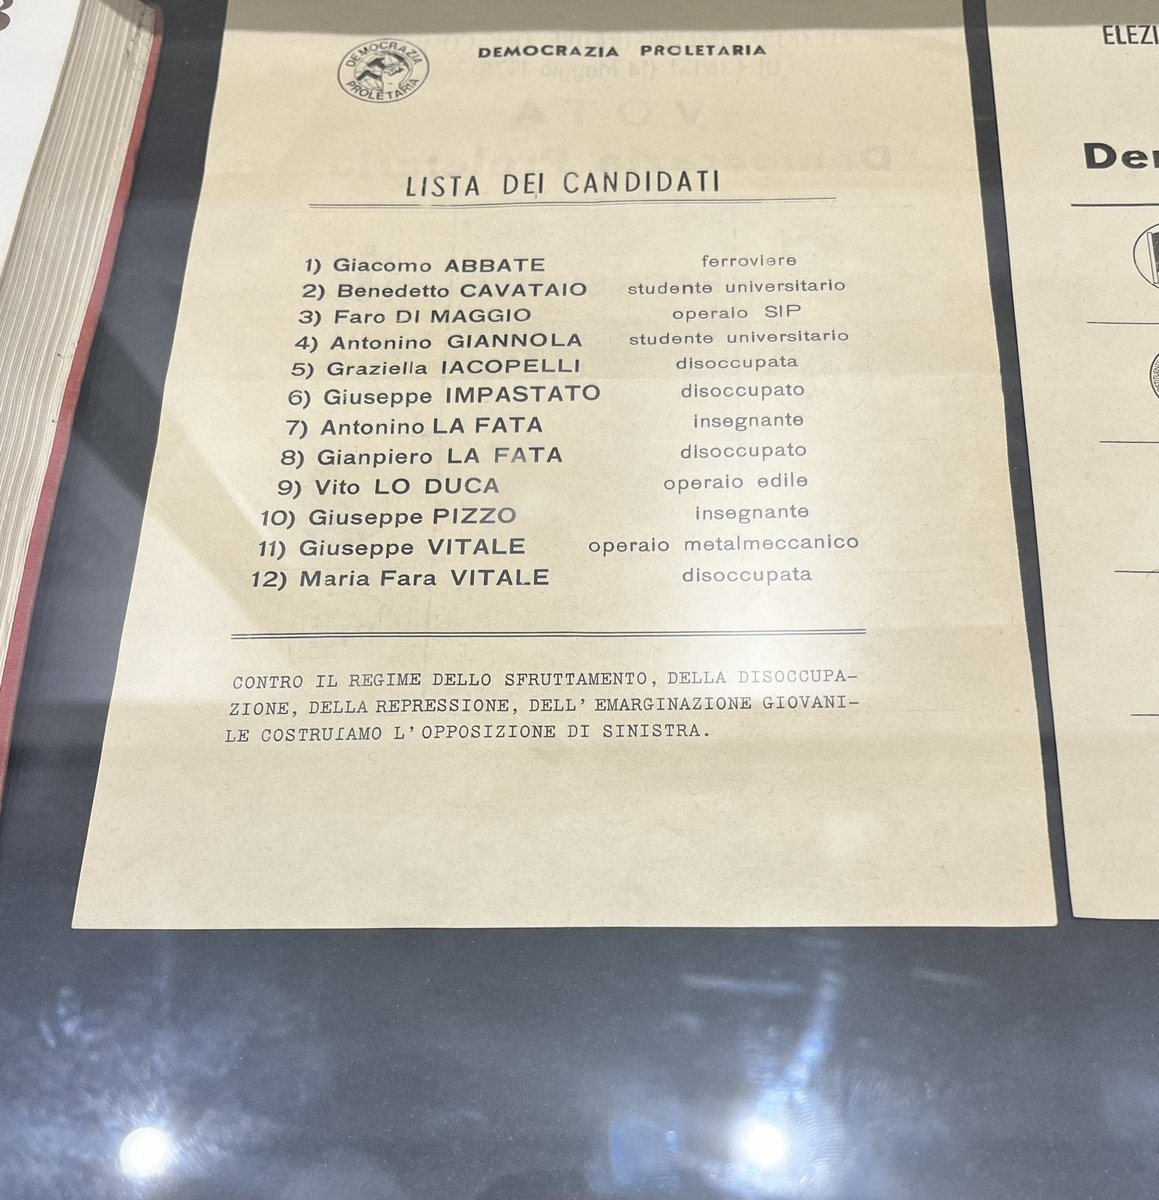 DEMOCRAZIA PROLETARIA
DEMOCRAZIA PROLETARIA
LISTA DEI CANDIDATI
1) Giacomo ABBATE ferroviere
2) Benedetto CAVATAIO studente universitario
3) Faro DI MAGGIO operaio SIP
4) Antonino GIANNOLA studente universitario
5) Graziella IACOPELLI disoccupata
6) Giuseppe IMPASTATO disoccupato
7) Antonino LA FATA insegnante
8) Gianpiero LA FATA disoccupato
9) Vito LO DUCA operaio edile
10) Giuseppe PIZZO insegnante
11) Giuseppe VITALE operaio metalmeccanico
12) Maria Fara VITALE disoccupata
CONTRO IL REGIME DELLO SFRUTTAMENTO, DELLA DISOCCUPA-
ZIONE, DELLA REPRESSIONE, DELL' EMARGINAZIONE GIOVANI-
LE COSTRUIAMO L'OPPOSIZIONE DI SINISTRA.
ELEZI
De